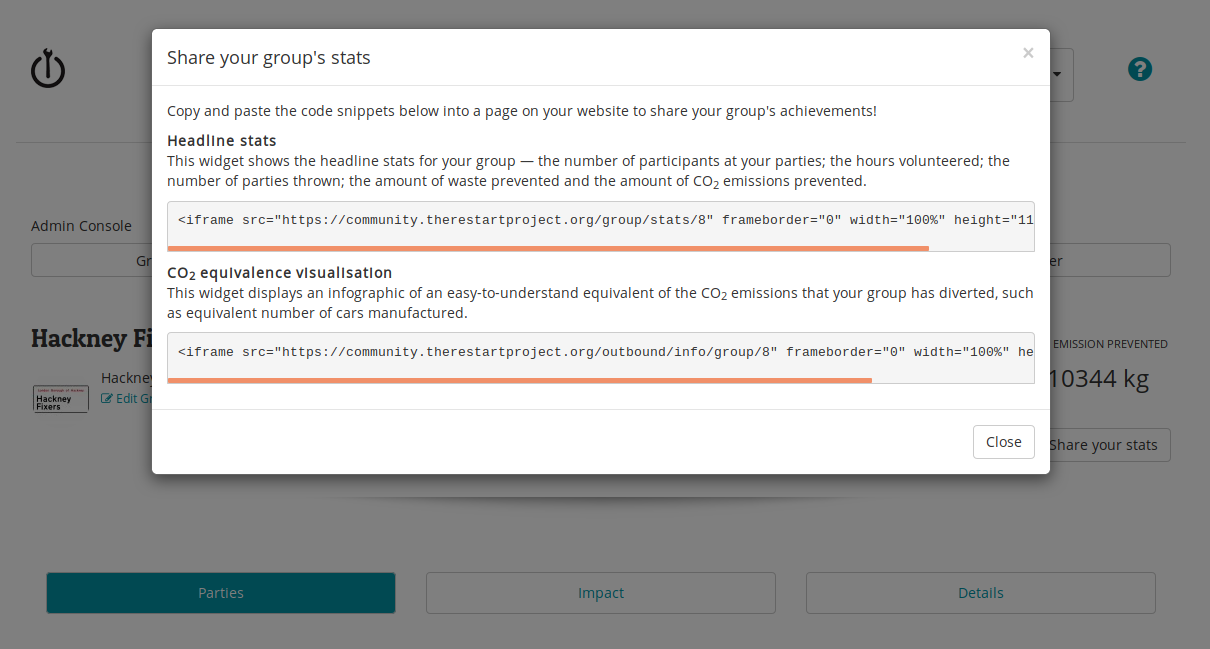 Share your group's stats
×
?
Copy and paste the code snippets below into a page on your website to share your group's achievements!
Headline stats
This widget shows the headline stats for your group — the number of participants at your parties; the hours volunteered; the
number of parties thrown; the amount of waste prevented and the amount of CO2 emissions prevented.
<iframe src="https://community.therestartproject.org/group/stats/8" frameborder="0" width="100%" height="11
Admin Console
Gr
er
CO2 equivalence visualisation
This widget displays an infographic of an easy-to-understand equivalent of the CO2 emissions that your group has diverted, such
as equivalent number of cars manufactured.
<iframe src="https://community.therestartproject.org/outbound/info/group/8" frameborder="0" width="100%" he
Hackney Fi
EMISSION PREVENTED
Hackney
10344 kg
Hackney
Fixers
Edit Gr
Close
Share your stats
Parties
Impact
Details